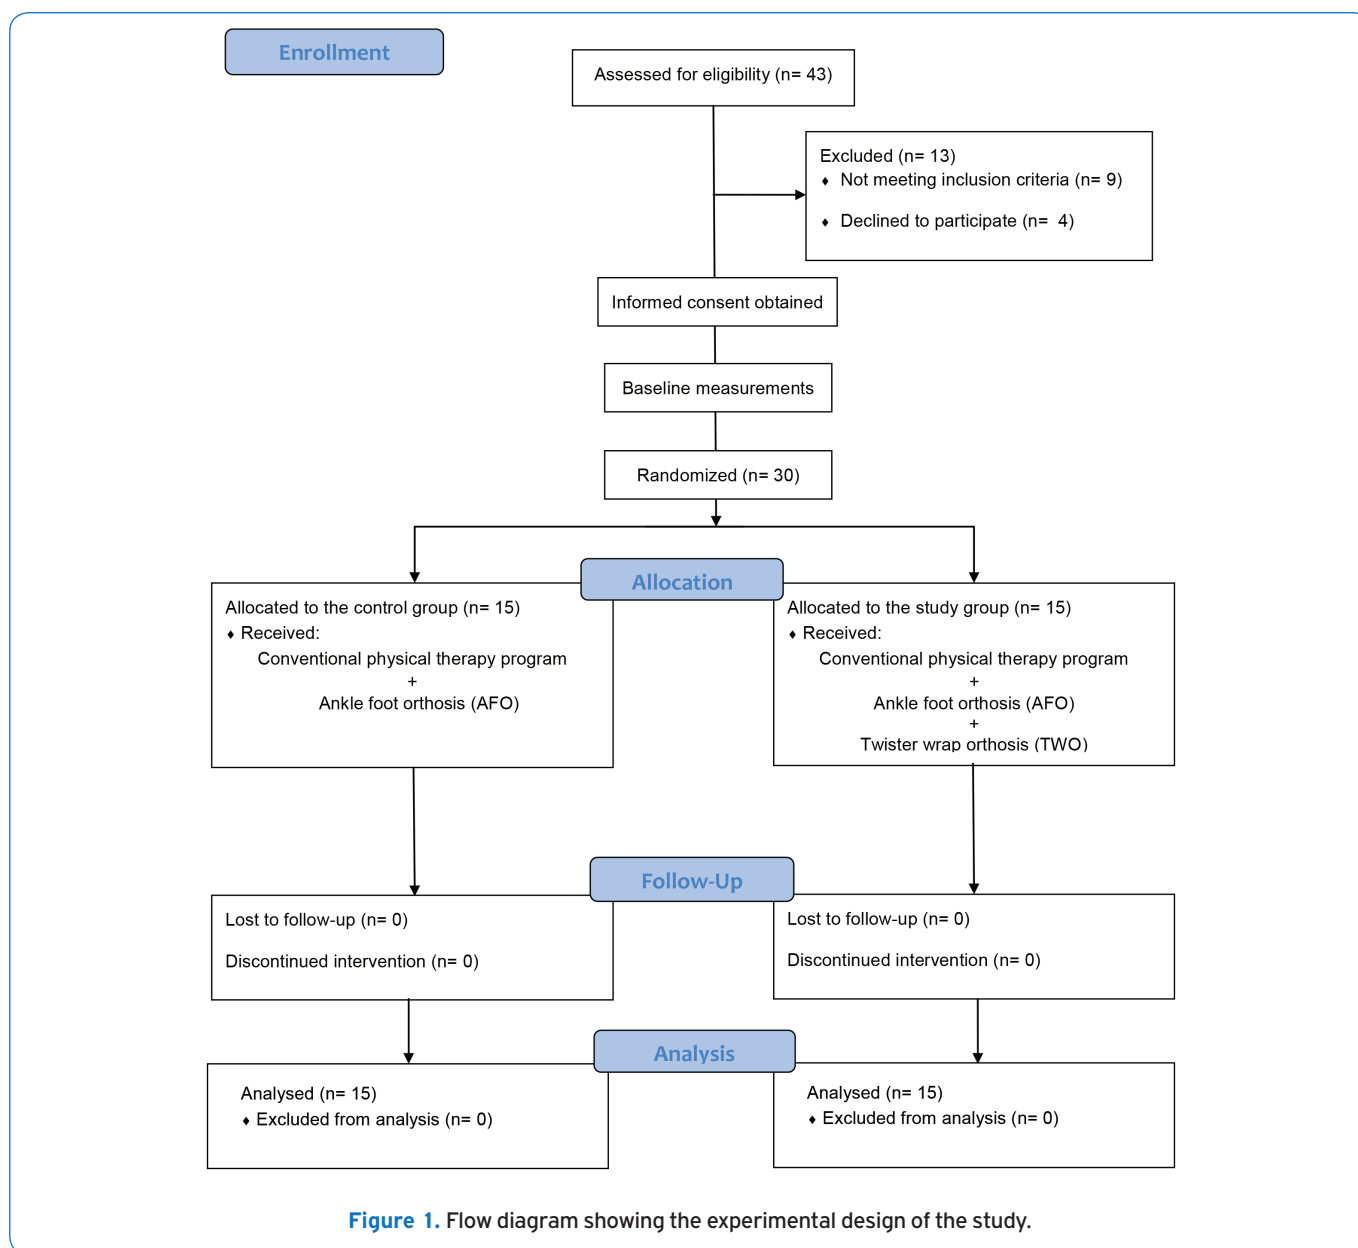 Enrollment
Assessed for eligibility (n= 43)
Excluded (n= 13)
♦ Not meeting inclusion criteria (n= 9)
♦ Declined to participate (n= 4)
Informed consent obtained
Baseline measurements
Randomized (n= 30)
Allocation
Allocated to the control group (n= 15)
♦ Received:
Conventional physical therapy program
+
Ankle foot orthosis (AFO)
Allocated to the study group (n= 15)
♦ Received:
Conventional physical therapy program
+
Ankle foot orthosis (AFO)
+
Twister wrap orthosis (TWO)
Follow-Up
Lost to follow-up (n= 0)
Discontinued intervention (n= 0)
Lost to follow-up (n= 0)
Discontinued intervention (n= 0)
Analysis
Analysed (n= 15)
♦ Excluded from analysis (n= 0)
Analysed (n= 15)
♦ Excluded from analysis (n= 0)
Figure 1. Flow diagram showing the experimental design of the study.